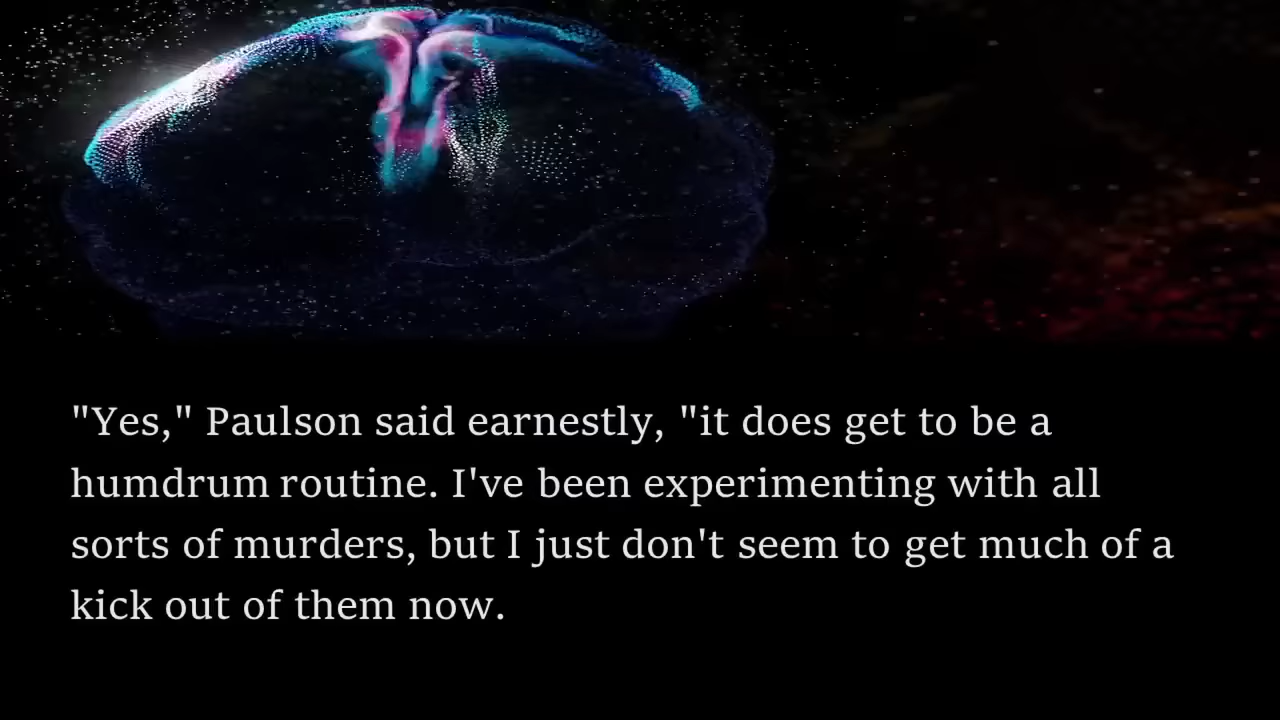 "Yes," Paulson said earnestly, "it does get to be a
humdrum routine. I've been experimenting with all
sorts of murders, but I just don't seem to get much of a
kick out of them now.